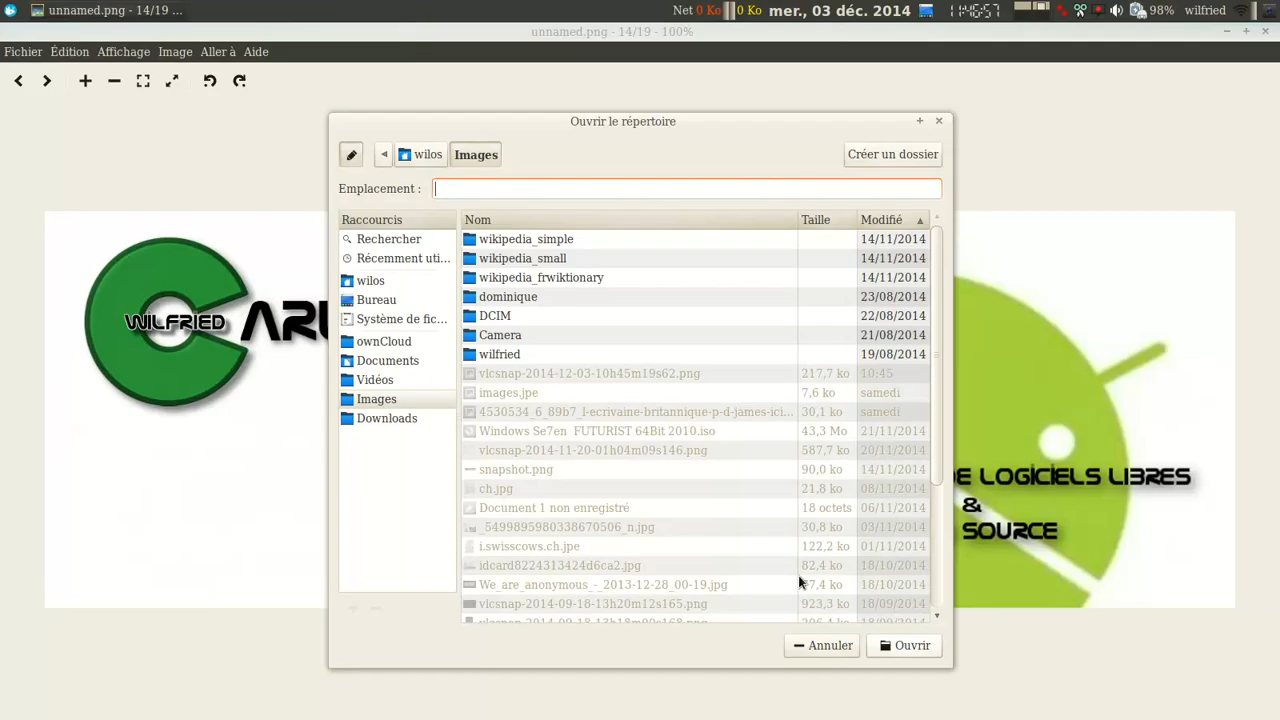 unnamed.png - 14/19 ...
Net 0 Ko 0 Ko mer., 03 déc. 2014 11:46:57 98% wilfried
unnamed.png - 14/19 - 100%
Fichier Édition Affichage Image Aller à Aide
Ouvrir le répertoire
wilos Images Créer un dossier
Emplacement :
Raccourcis Nom Taille Modifié
Rechercher
Récemment uti...
wilos
Bureau
Système de fic...
ownCloud
Documents
Vidéos
Images
Downloads
wikipedia_simple 14/11/2014
wikipedia_small 14/11/2014
wikipedia_frwiktionary 14/11/2014
dominique 23/08/2014
DCIM 22/08/2014
Camera 21/08/2014
wilfried 19/08/2014
vlcsnap-2014-12-03-10h45m19s62.png 217,7 ko 10:45
images.jpe 7,6 ko samedi
4530534_6_89b7_l-ecrivaine-britannique-p-d-james-ici... 30,1 ko samedi
Windows Se7en FUTURIST 64Bit 2010.iso 43,3 Mo 21/11/2014
vlcsnap-2014-11-20-01h04m09s146.png 587,7 ko 20/11/2014
snapshot.png 90,0 ko 14/11/2014
ch.jpg 21,8 ko 08/11/2014
Document 1 non enregistré 18 octets 06/11/2014
_5499895980338670506_n.jpg 30,8 ko 03/11/2014
i.swisscows.ch.jpe 122,2 ko 01/11/2014
idcard8224313424d6ca2.jpg 82,4 ko 18/10/2014
We_are_anonymous_-_2013-12-28_00-19.jpg 7,4 ko 18/10/2014
vlcsnap-2014-09-18-13h20m12s165.png 923,3 ko 18/09/2014
Annuler Ouvrir
WILFRIED
DE LOGICIELS LIBRES
&
SOURCE